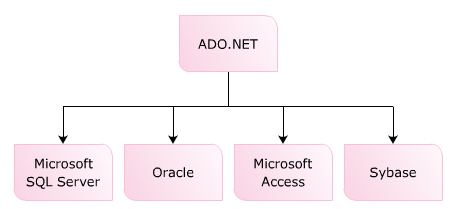 ADO.NET
Microsoft
SQL Server
Oracle
Microsoft
Access
Sybase